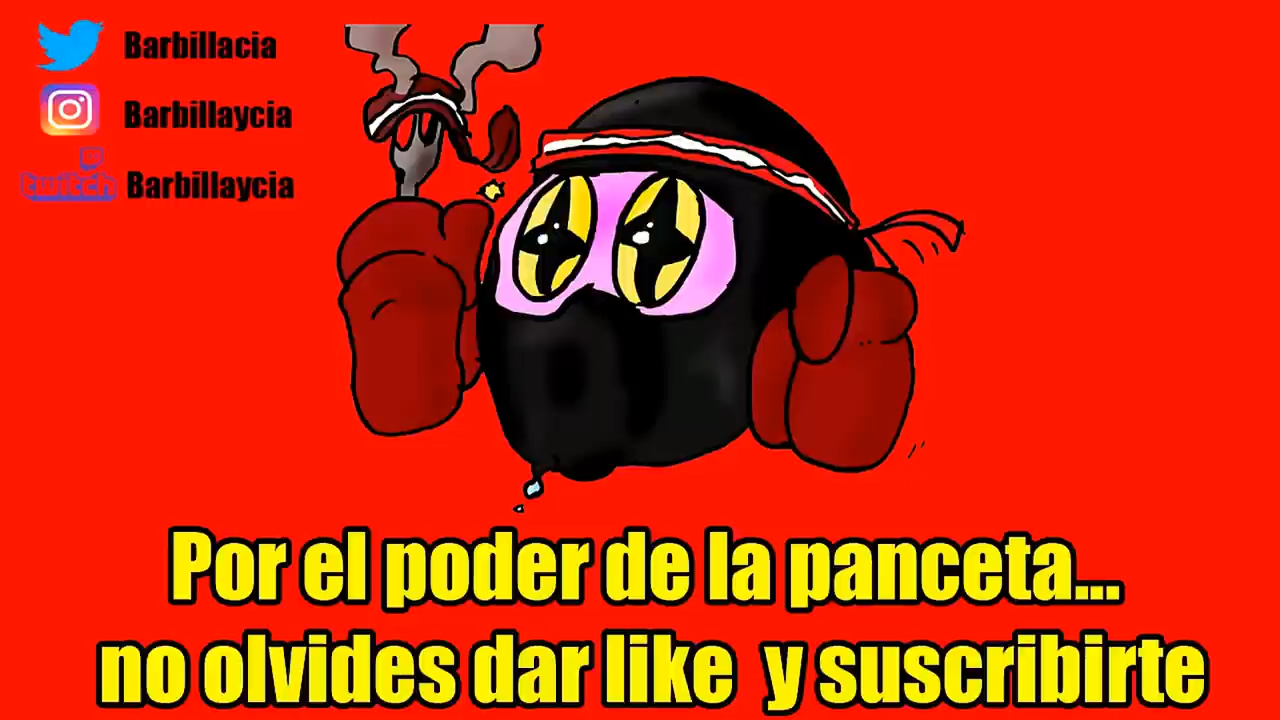 Barbillacia
Barbillaycia
twitch Barbillaycia
Por el poder de la panceta...
no olvides dar like y suscribirte